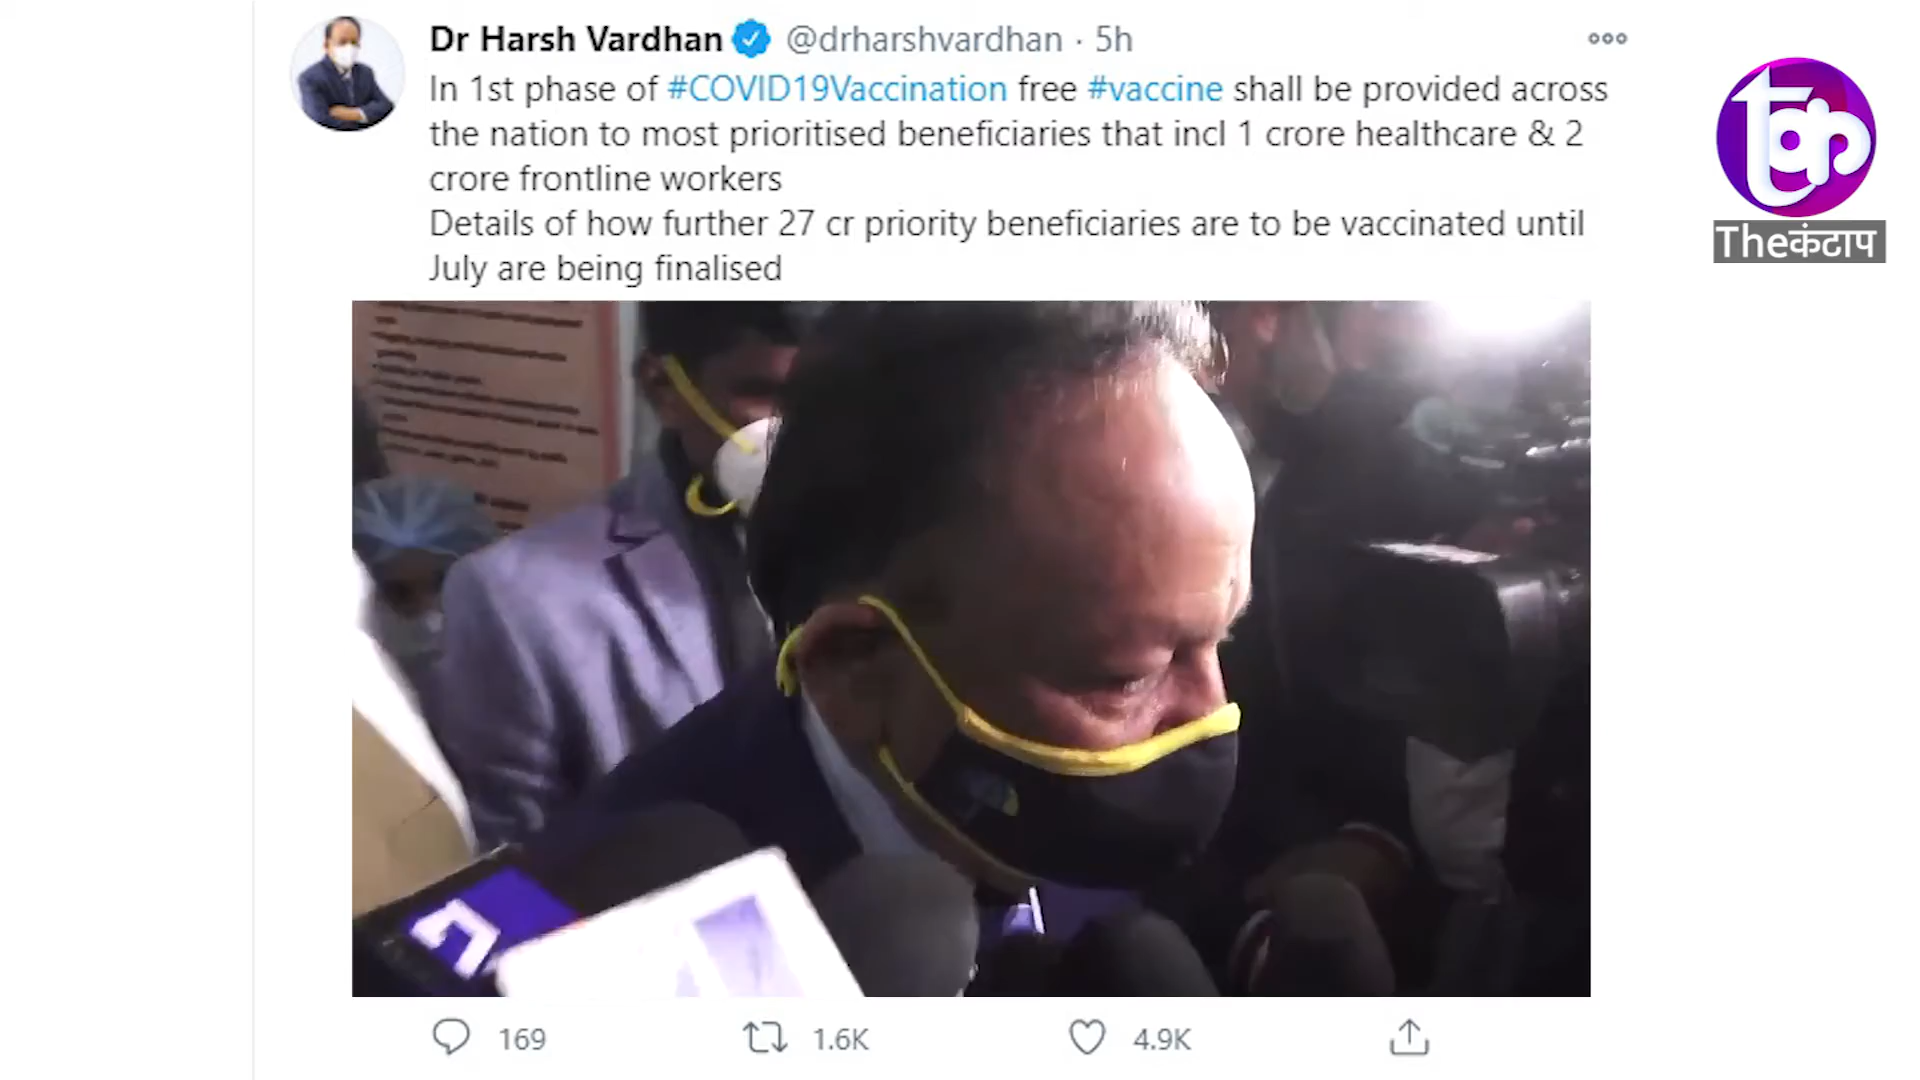 Dr Harsh Vardhan @drharshvardhan · 5h
In 1st phase of #COVID19Vaccination free #vaccine shall be provided across
the nation to most prioritised beneficiaries that incl 1 crore healthcare & 2
crore frontline workers
Details of how further 27 cr priority beneficiaries are to be vaccinated until
July are being finalised
169 1.6K 4.9K
Theकंटाप